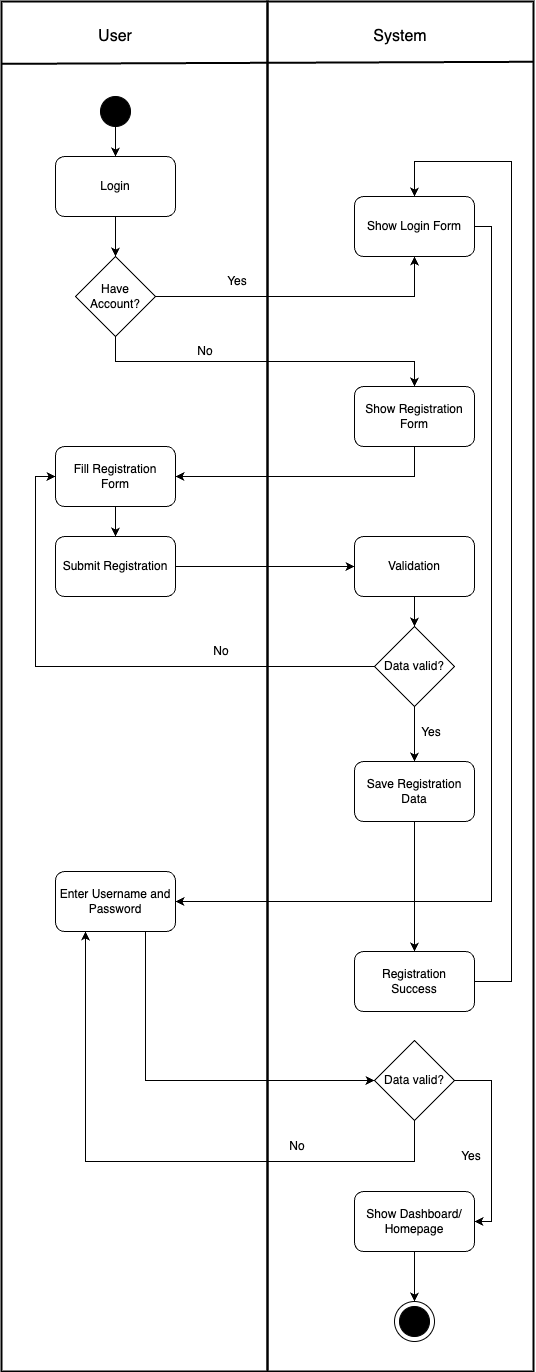 User
System
Login
Show Login Form
Have
Account?
Yes
No
Show Registration
Form
Fill Registration
Form
Submit Registration
Validation
No
Data valid?
Yes
Save Registration
Data
Enter Username and
Password
Registration
Success
Data valid?
No
Yes
Show Dashboard/
Homepage